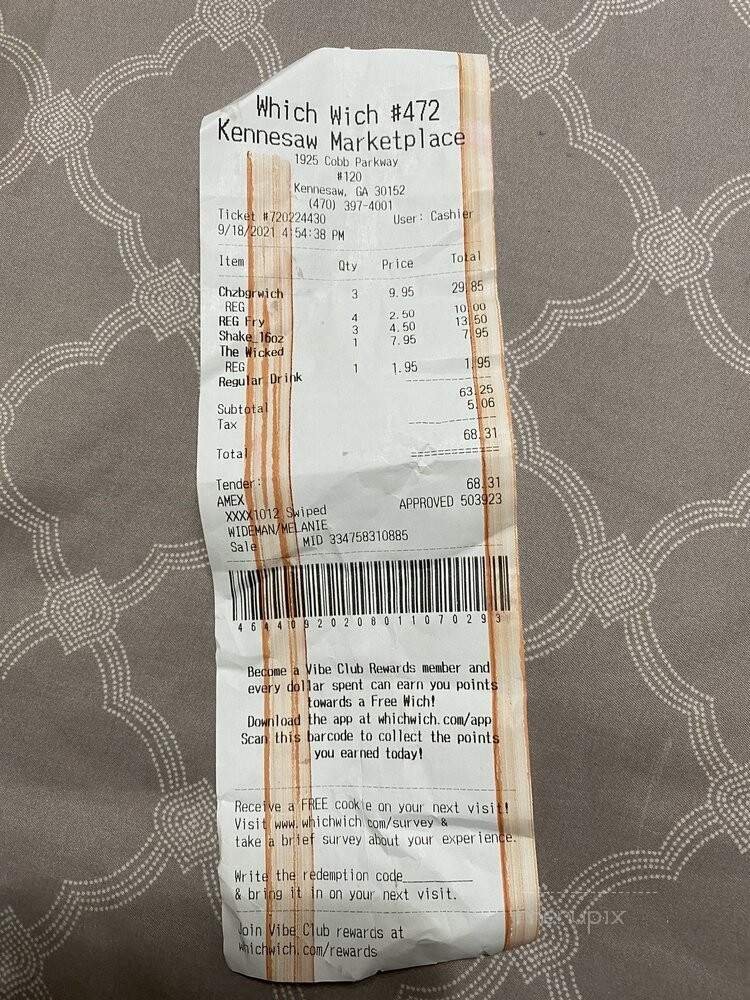 Which Wich #472
Kennesaw Marketplace
1925 Cobb Parkway
#120
Kennesaw, GA 30152
(470) 397-4001
Ticket #720224430 User: Cashier
9/18/2021 4:54:38 PM
Item Qty Price Total
Chzbgrwich 3 9.95 29.85
REG
REG Fry 4 2.50 10.00
Shake 16oz 3 4.50 13.50
The Wicked 1 7.95 7.95
REG
Regular Drink 1 1.95 1.95
Subtotal 63.25
Tax 5.06
Total 68.31
Tender:
AMEX 68.31
XXXX1012 Swiped APPROVED 503923
WIDEMAN/MELANIE
Sale MID 334758310885
Become a Vibe Club Rewards member and
every dollar spent can earn you points
towards a Free Wich!
Download the app at whichwich.com/app
Scan this barcode to collect the points
you earned today!
Receive a FREE cookie on your next visit!
Visit www.whichwich.com/survey &
take a brief survey about your experience.
Write the redemption code_________
& bring it in on your next visit.
Join Vibe Club rewards at
whichwich.com/rewards